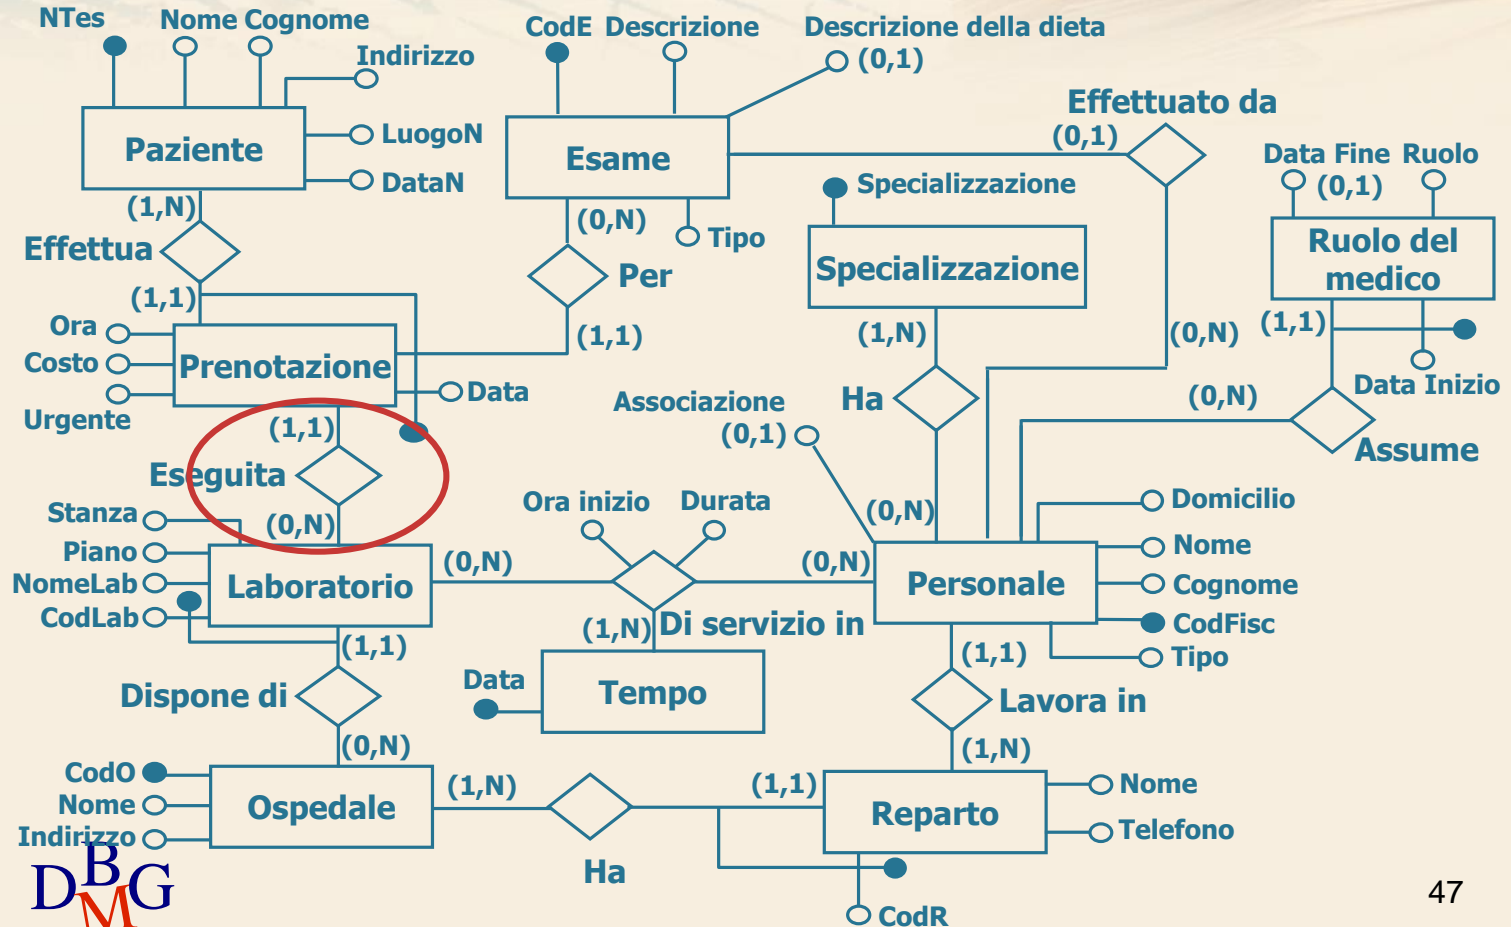 NTes
Nome Cognome
CodE Descrizione
Descrizione della dieta
(0,1)
Indirizzo
Effettuato da
(0,1)
Paziente
LuogoN
DataN
Esame
Data Fine Ruolo
(0,1)
Specializzazione
(1,N)
(0,N)
Tipo
Effettua
Per
Specializzazione
Ruolo del
medico
(1,1)
(1,1)
(1,N)
(0,N)
(1,1)
Ora
Costo
Urgente
Prenotazione
Data
Data Inizio
Associazione
(0,1)
Ha
(0,N)
Assume
(1,1)
Eseguita
(0,N)
Stanza
Piano
NomeLab
CodLab
Ora inizio
Durata
(0,N)
Domicilio
Nome
Cognome
CodFisc
Tipo
Laboratorio
(0,N)
(0,N)
Personale
(1,1)
(1,N)
Di servizio in
(1,1)
Dispone di
Data
Tempo
Lavora in
(0,N)
(1,N)
CodO
Nome
Indirizzo
Ospedale
(1,N)
(1,1)
Reparto
Nome
Telefono
Ha
CodR
DBMG
47